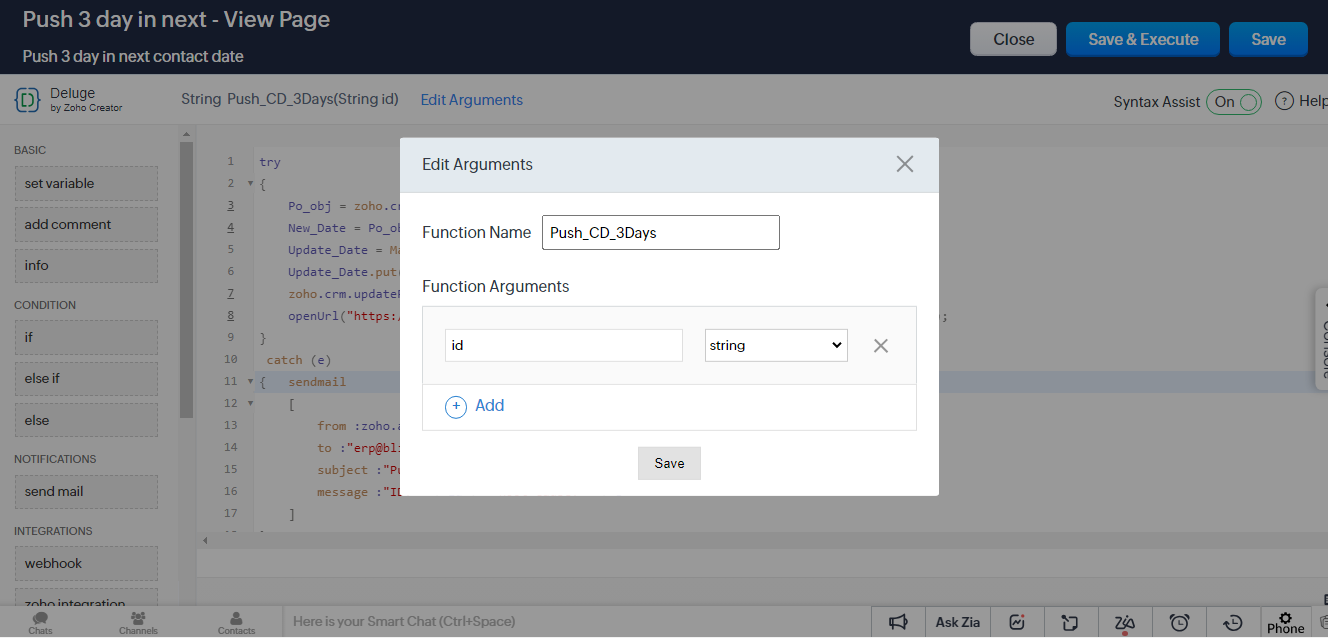 Push 3 day in next - View Page
Push 3 day in next contact date
Close
Save & Execute
Save
Deluge
by Zoho Creator
String Push_CD_3Days(String id)
Edit Arguments
Syntax Assist On
? Help
BASIC
set variable
add comment
info
CONDITION
if
else if
else
NOTIFICATIONS
send mail
INTEGRATIONS
webhook
zoho integration
1 try
2 {
3 Po_obj = zoho.cr
4 New_Date = Po_ob
5 Update_Date = Ma
6 Update_Date.put(
7 zoho.crm.update
8 openUrl("https:/ ;
9 }
10 catch (e)
11 { sendmail
12 [
13 from :zoho.a
14 to :"erp@bl
15 subject :"Pu
16 message :"ID
17 ]
Edit Arguments
Function Name Push_CD_3Days
Function Arguments
id string
+ Add
Save
Console
Chats
Channels
Contacts
Here is your Smart Chat (Ctrl+Space)
Ask Zia
Phone